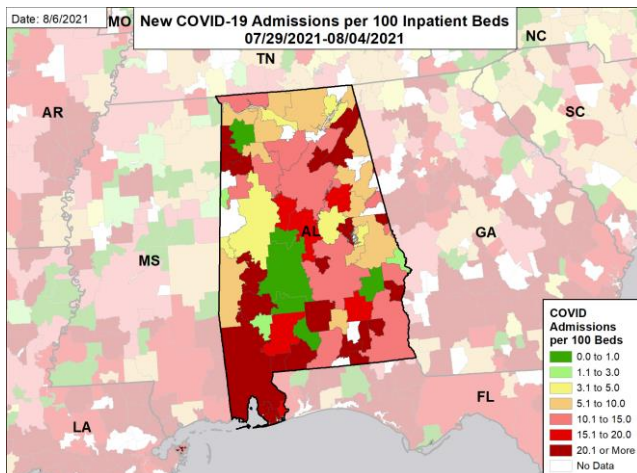 Date: 8/6/2021
New COVID-19 Admissions per 100 Inpatient Beds
07/29/2021-08/04/2021
MO
TN
NC
AR
SC
MS
AL
GA
LA
FL
COVID
Admissions
per 100 Beds
0.0 to 1.0
1.1 to 3.0
3.1 to 5.0
5.1 to 10.0
10.1 to 15.0
15.1 to 20.0
20.1 or More
No Data